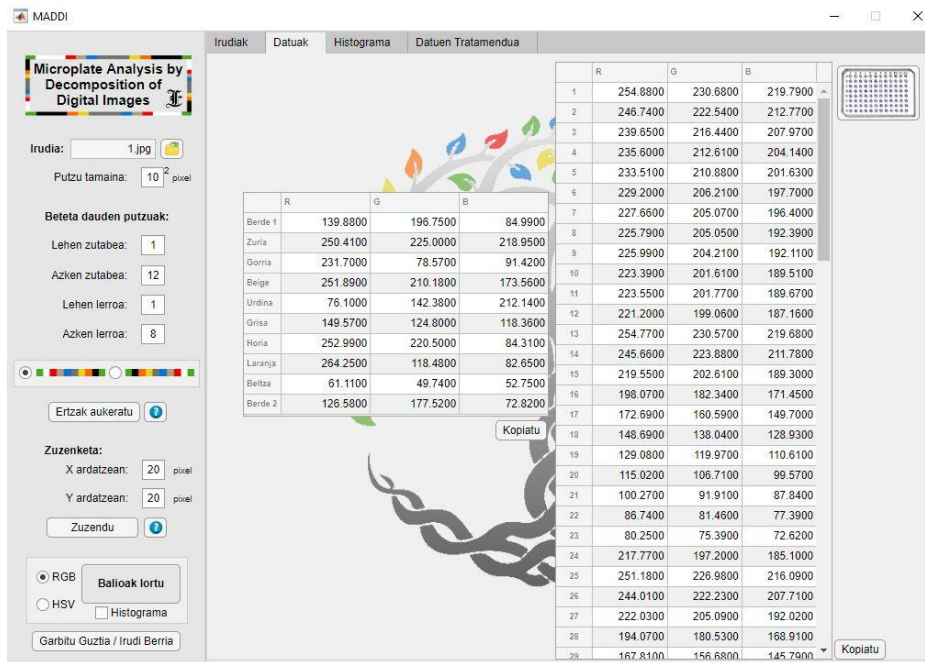 MADDI
Microplate Analysis by
Decomposition of
Digital Images
Irudia: 1.jpg
Putzu tamaina: 10 2 pixel
Beteta dauden putzuak:
Lehen zutabea: 1
Azken zutabea: 12
Lehen lerroa: 1
Azken lerroa: 8
Ertzak aukeratu ?
Zuzenketa:
X ardatzean: 20 pixel
Y ardatzean: 20 pixel
Zuzendu ?
RGB
HSV
Balioak lortu
Histograma
Garbitu Guztia / Irudi Berria
Irudiak Datuak Histograma Datuen Tratamendua
R G B
Berde 1 139.8800 196.7500 84.9900
Zuria 250.4100 225.0000 218.9500
Gorria 231.7000 78.5700 91.4200
Beige 251.8900 210.1800 173.5600
Urdina 76.1000 142.3800 212.1400
Grisa 149.5700 124.8000 118.3600
Horia 252.9900 220.5000 84.3100
Laranja 264.2500 118.4800 82.6500
Beltza 61.1100 49.7400 52.7500
Berde 2 126.5800 177.5200 72.8200
Kopiatu
R G B
1 254.8800 230.6800 219.7900
2 246.7400 222.5400 212.7700
3 239.6500 216.4400 207.9700
4 235.6000 212.6100 204.1400
5 233.5100 210.8800 201.6300
6 229.2000 206.2100 197.7000
7 227.6600 205.0700 196.4000
8 225.7900 205.0500 192.3900
9 225.9900 204.2100 192.1100
10 223.3900 201.6100 189.5100
11 223.5500 201.7700 189.6700
12 221.2000 199.0600 187.1600
13 254.7700 230.5700 219.6800
14 245.6600 223.8800 211.7800
15 219.5500 202.6100 189.3000
16 198.0700 182.3400 171.4500
17 172.6900 160.5900 149.7000
18 148.6900 138.0400 128.9300
19 129.0800 119.9700 110.6100
20 115.0200 106.7100 99.5700
21 100.2700 91.9100 87.8400
22 86.7400 81.4600 77.3900
23 80.2500 75.3900 72.6200
24 217.7700 197.2000 185.1000
25 251.1800 226.9800 216.0900
26 244.0100 222.2300 207.7100
27 222.0300 205.0900 192.0200
28 194.0700 180.5300 168.9100
29 167.8100 156.6800 145.7900
Kopiatu